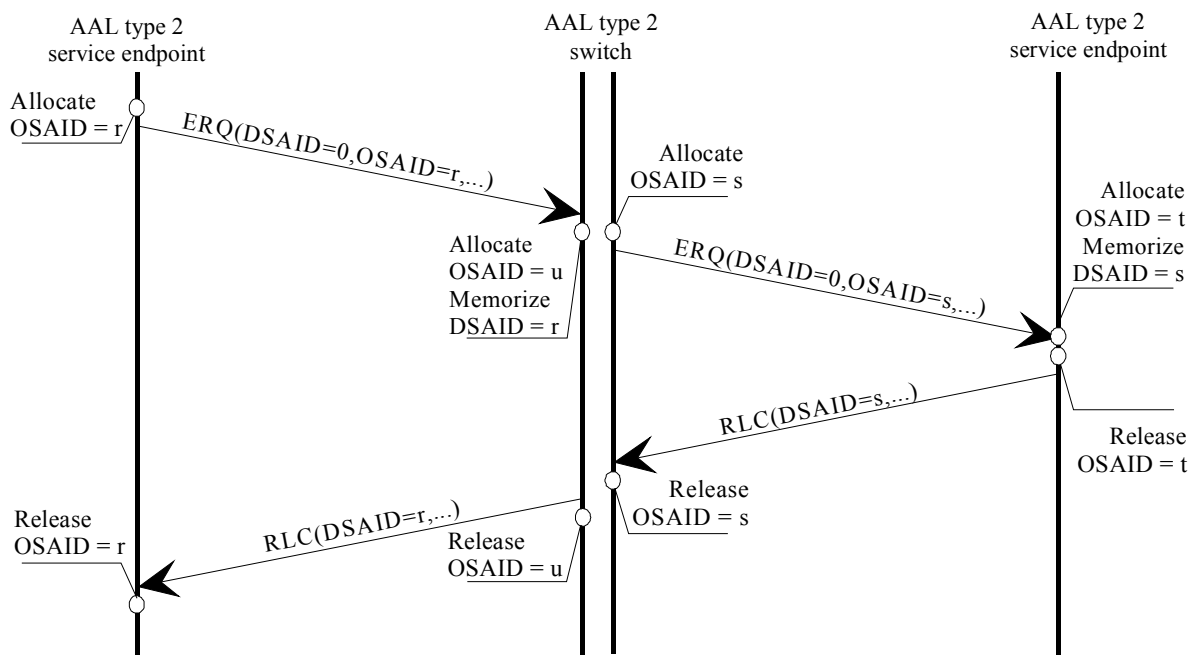 AAL type 2
service endpoint
AAL type 2
switch
AAL type 2
service endpoint
Allocate
OSAID = r
ERQ(DSAID=0,OSAID=r,...)
Allocate
OSAID = s
Allocate
OSAID = t
Memorize
DSAID = s
Allocate
OSAID = u
Memorize
DSAID = r
ERQ(DSAID=0,OSAID=s,...)
RLC(DSAID=s,...)
Release
OSAID = t
Release
OSAID = s
RLC(DSAID=r,...)
Release
OSAID = r
Release
OSAID = u